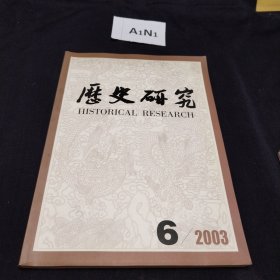 A1N1
歷史研究
HISTORICAL RESEARCH
6/2003